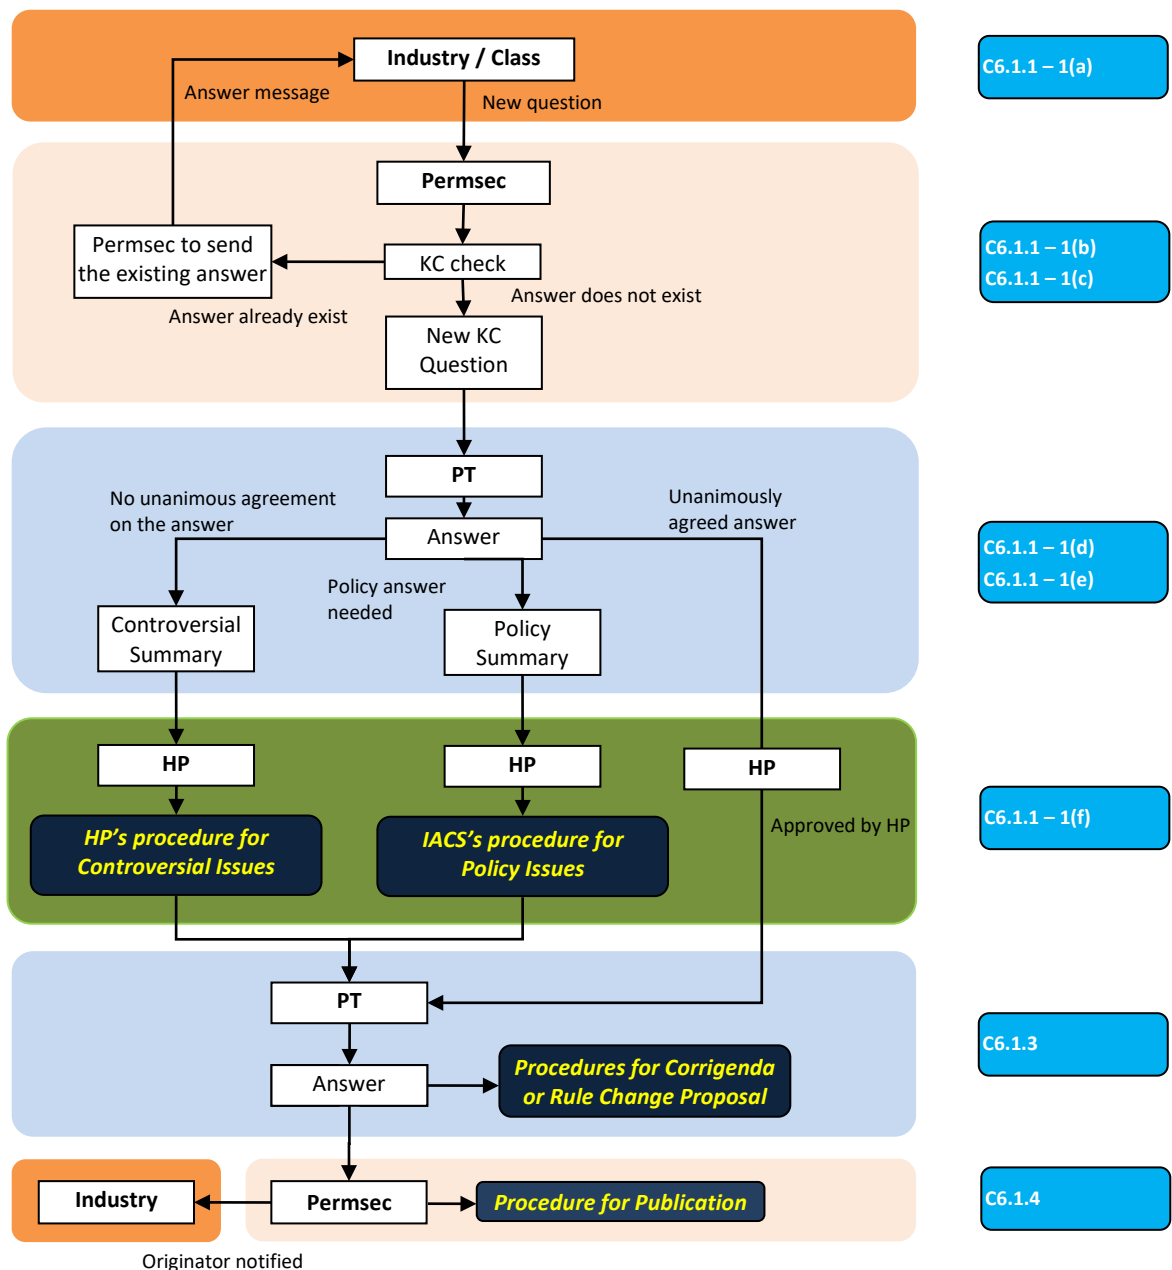 Industry / Class
C6.1.1 – 1(a)
Answer message
New question
Permsec
Permsec to send
the existing answer
KC check
C6.1.1 – 1(b)
C6.1.1 – 1(c)
Answer does not exist
Answer already exist
New KC
Question
PT
No unanimous agreement
on the answer
Unanimously
agreed answer
Answer
C6.1.1 – 1(d)
C6.1.1 – 1(e)
Policy answer
needed
Controversial
Summary
Policy
Summary
HP
HP
HP
HP's procedure for
Controversial Issues
IACS's procedure for
Policy Issues
Approved by HP
C6.1.1 – 1(f)
PT
C6.1.3
Answer
Procedures for Corrigenda
or Rule Change Proposal
Industry
Permsec
Procedure for Publication
C6.1.4
Originator notified